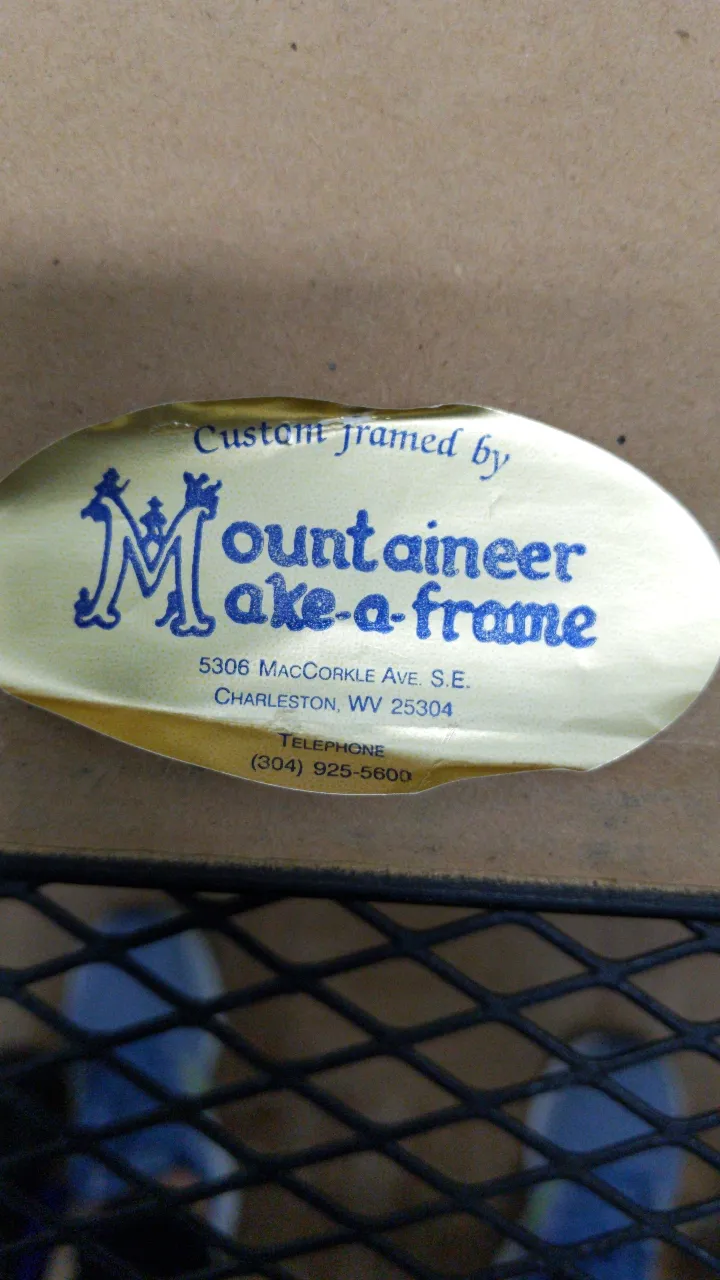 Custom framed by
Mountaineer
Make-a-frame
5306 MacCorkle Ave. S.E.
Charleston, WV 25304
Telephone
(304) 925-5600